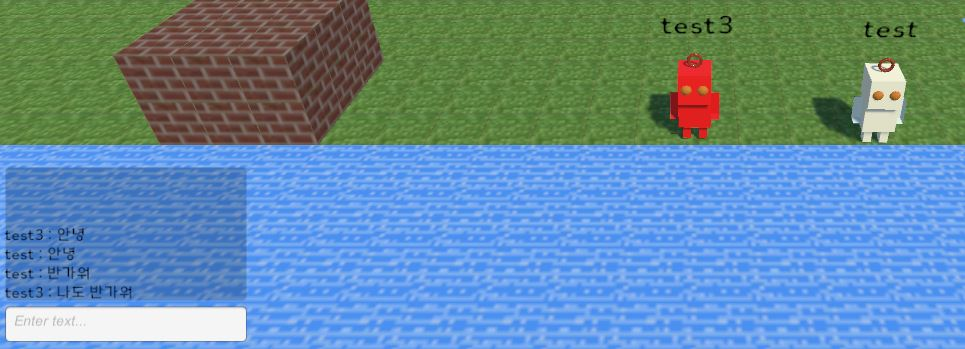 test3
test
test3 : 안녕
test : 안녕
test : 반가워
test3 : 나도 반가워
Enter text...